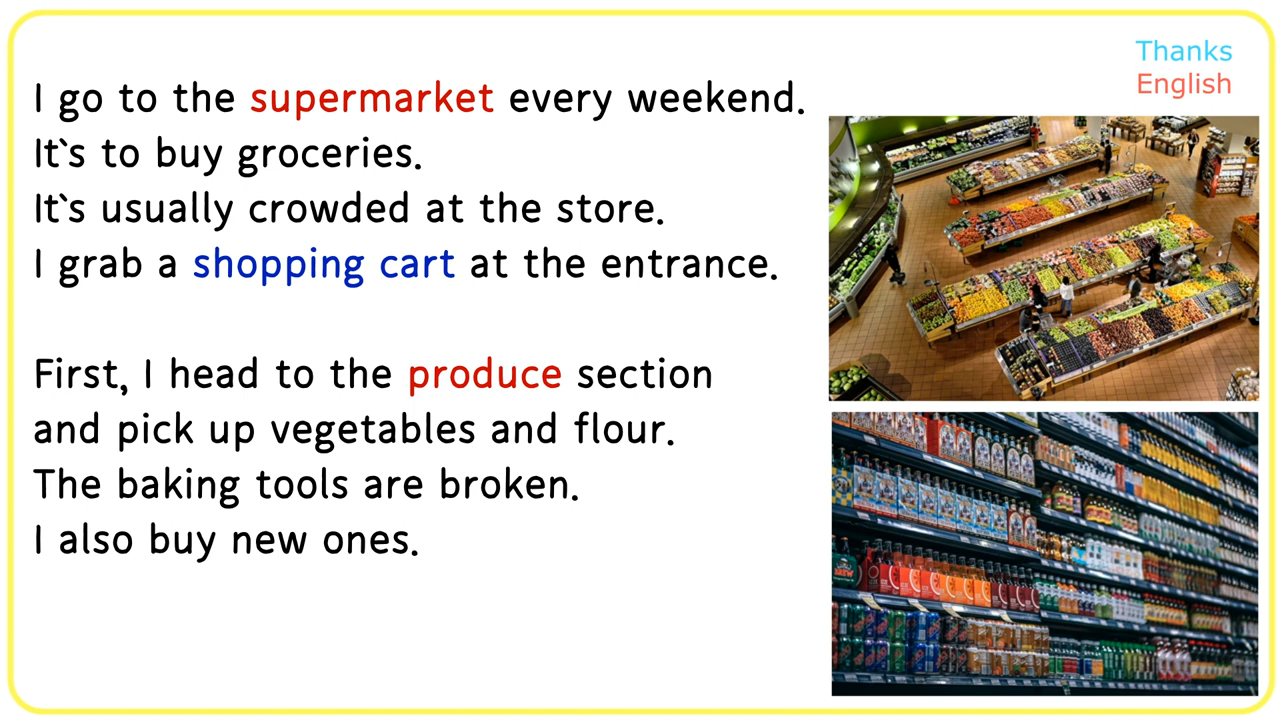 Thanks
English
I go to the supermarket every weekend.
It`s to buy groceries.
It`s usually crowded at the store.
I grab a shopping cart at the entrance.
First, I head to the produce section
and pick up vegetables and flour.
The baking tools are broken.
I also buy new ones.